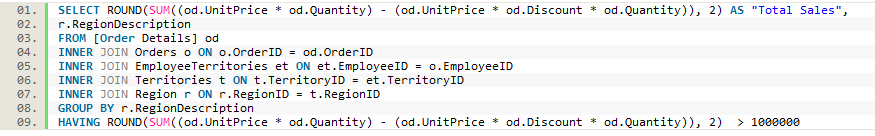 01. SELECT ROUND(SUM((od.UnitPrice * od.Quantity) - (od.UnitPrice * od.Discount * od.Quantity)), 2) AS "Total Sales",
02. r.RegionDescription
03. FROM [Order Details] od
04. INNER JOIN Orders o ON o.OrderID = od.OrderID
05. INNER JOIN EmployeeTerritories et ON et.EmployeeID = o.EmployeeID
06. INNER JOIN Territories t ON t.TerritoryID = et.TerritoryID
07. INNER JOIN Region r ON r.RegionID = t.RegionID
08. GROUP BY r.RegionDescription
09. HAVING ROUND(SUM((od.UnitPrice * od.Quantity) - (od.UnitPrice * od.Discount * od.Quantity)), 2)  > 1000000